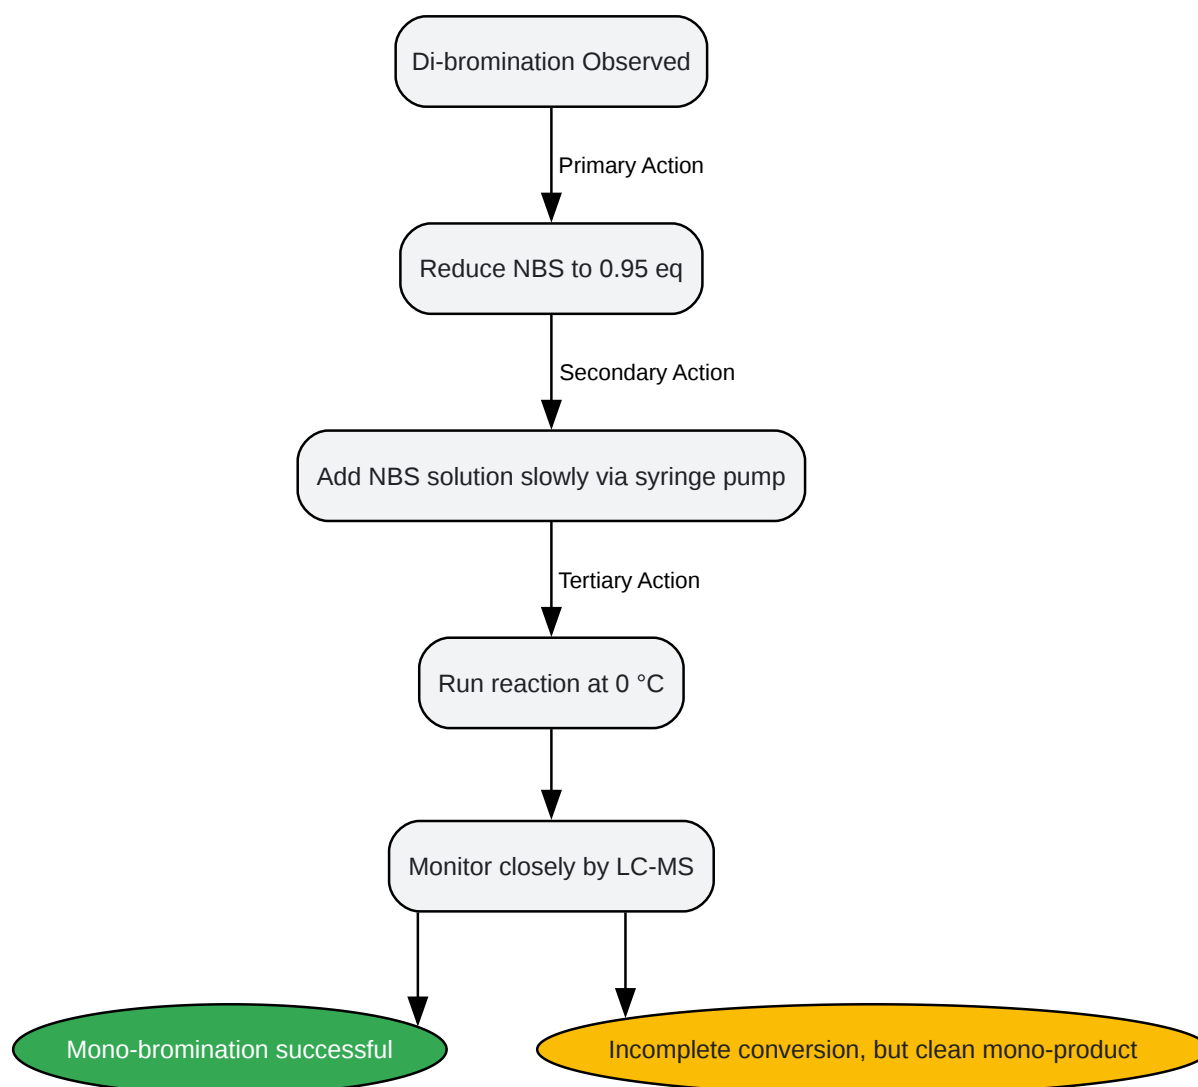 Di-bromination Observed
Primary Action
Reduce NBS to 0.95 eq
Secondary Action
Add NBS solution slowly via syringe pump
Tertiary Action
Run reaction at 0 °C
Monitor closely by LC-MS
Mono-bromination successful
Incomplete conversion, but clean mono-product